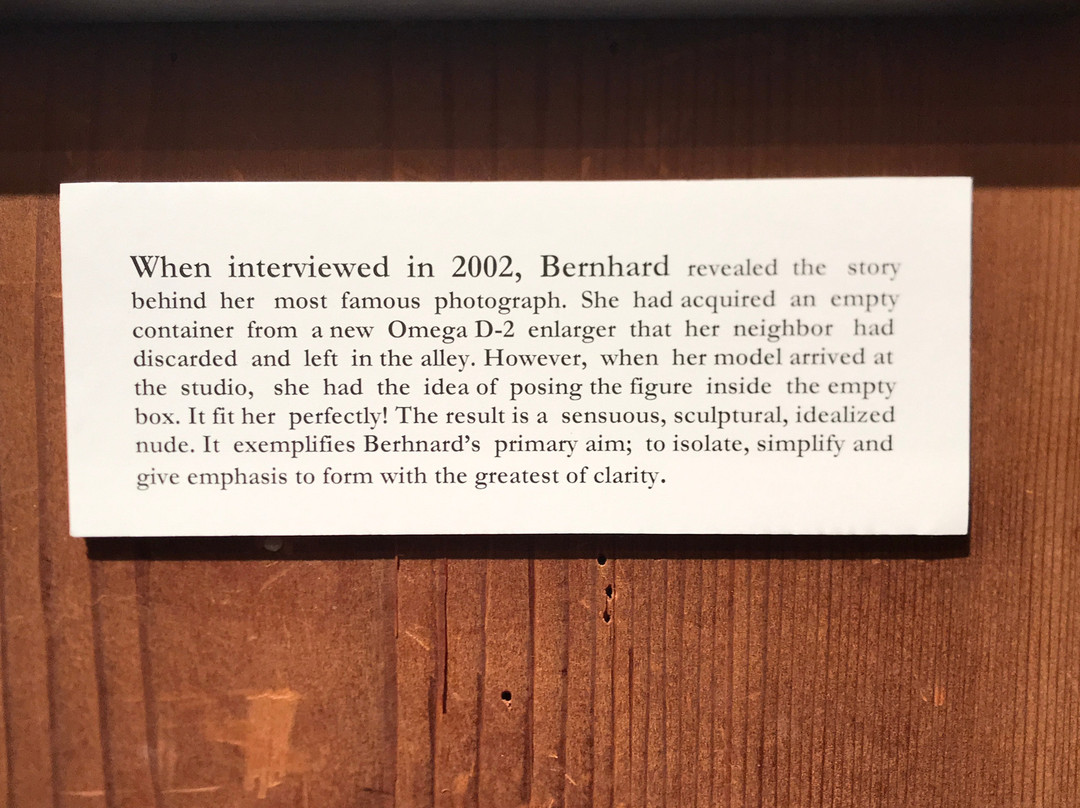 When interviewed in 2002, Bernhard revealed the story
behind her most famous photograph. She had acquired an empty
container from a new Omega D-2 enlarger that her neighbor had
discarded and left in the alley. However, when her model arrived at
the studio, she had the idea of posing the figure inside the empty
box. It fit her perfectly! The result is a sensuous, sculptural, idealized
nude. It exemplifies Berhnard's primary aim; to isolate, simplify and
give emphasis to form with the greatest of clarity.